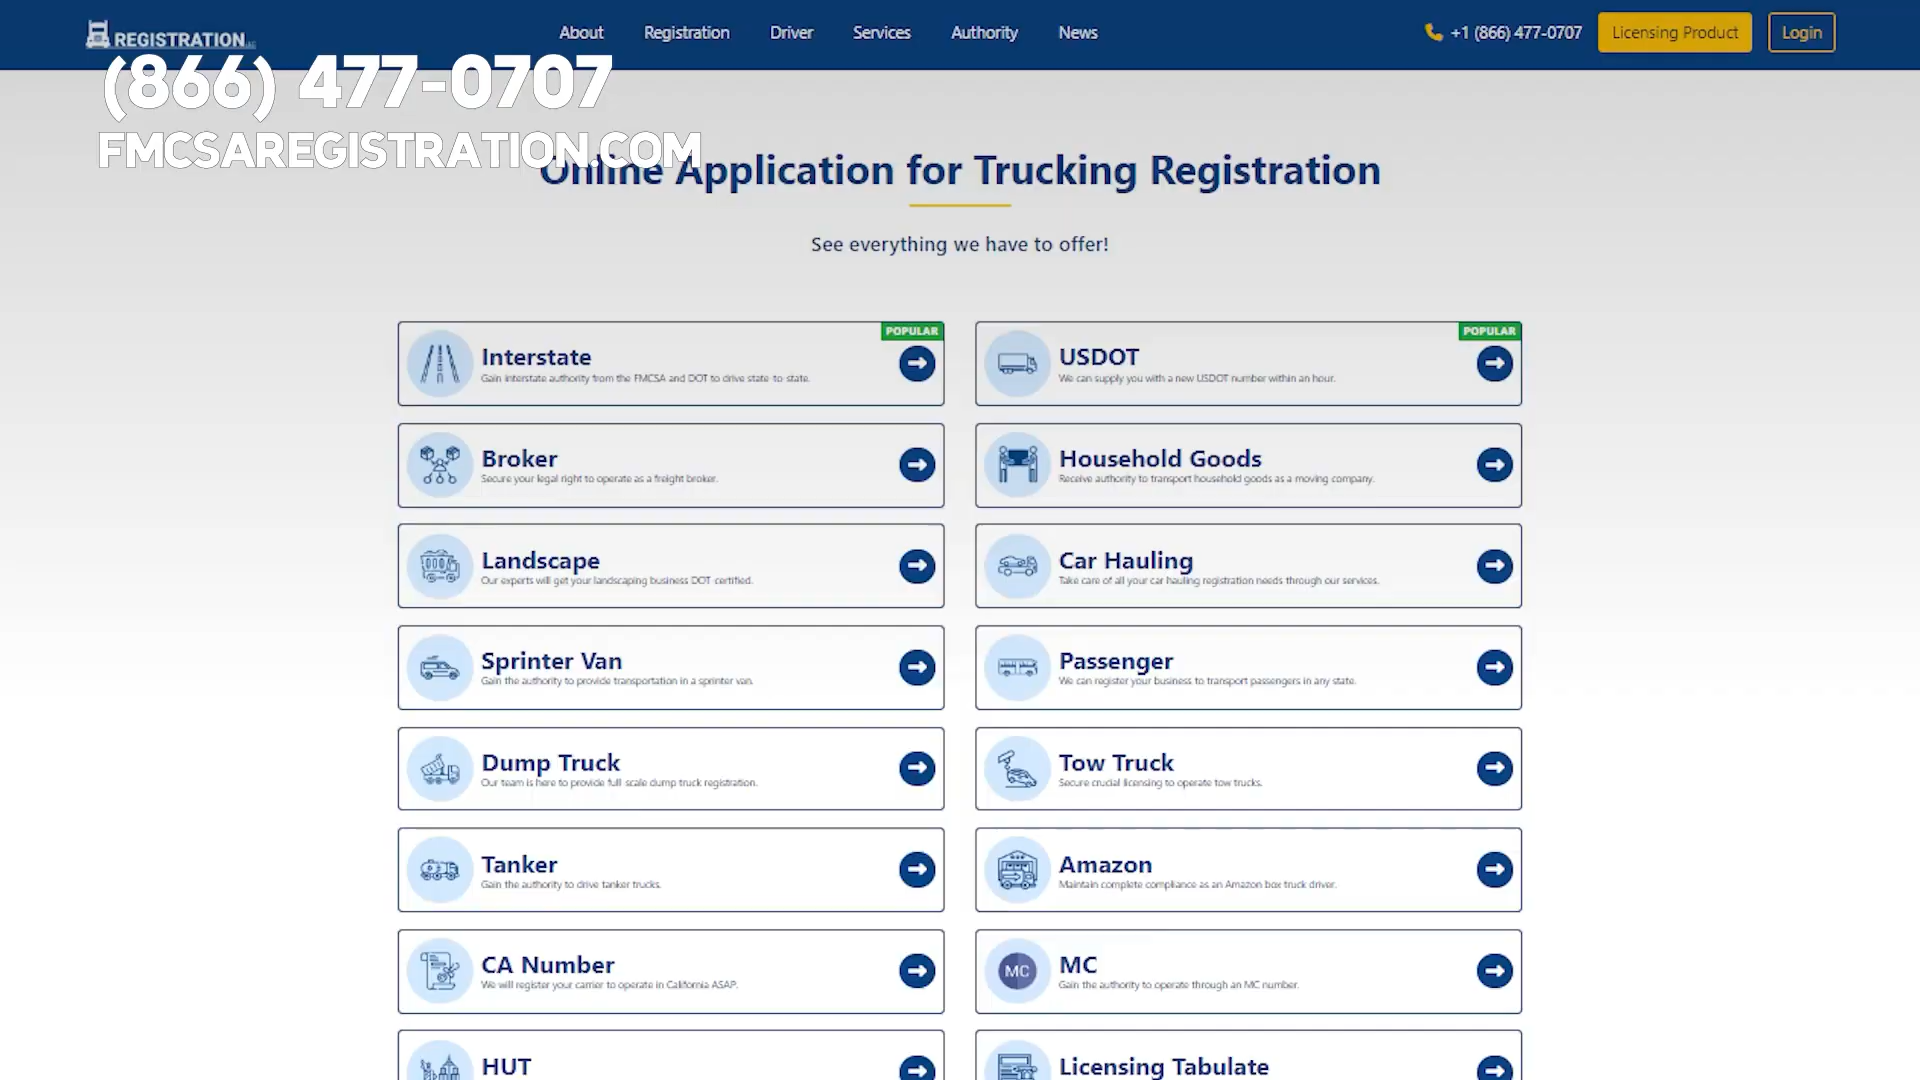 REGISTRATION
About
Registration
Driver
Services
Authority
News
+1 (866) 477-0707
Licensing Product
Login
(866) 477-0707
FMCSAREGISTRATION.COM
Online Application for Trucking Registration
See everything we have to offer!
POPULAR
Interstate
Gain interstate authority from the FMCSA and DOT to drive state-to-state.
POPULAR
USDOT
We can supply you with a new USDOT number within an hour.
Broker
Secure your legal right to operate as a freight broker.
Household Goods
Receive authority to transport household goods as a moving company.
Landscape
Our experts will get your landscaping business DOT certified.
Car Hauling
Take care of all your car hauling registration needs through our services.
Sprinter Van
Gain the authority to provide transportation in a sprinter van.
Passenger
We can register your business to transport passengers in any state.
Dump Truck
Our team is here to provide full-scale dump truck registration.
Tow Truck
Secure crucial licensing to operate tow trucks.
Tanker
Gain the authority to drive tanker trucks.
Amazon
Maintain complete compliance as an Amazon box truck driver.
CA Number
We will register your carrier to operate in California ASAP.
MC
MC
Gain the authority to operate through an MC number.
HUT
Licensing Tabulate